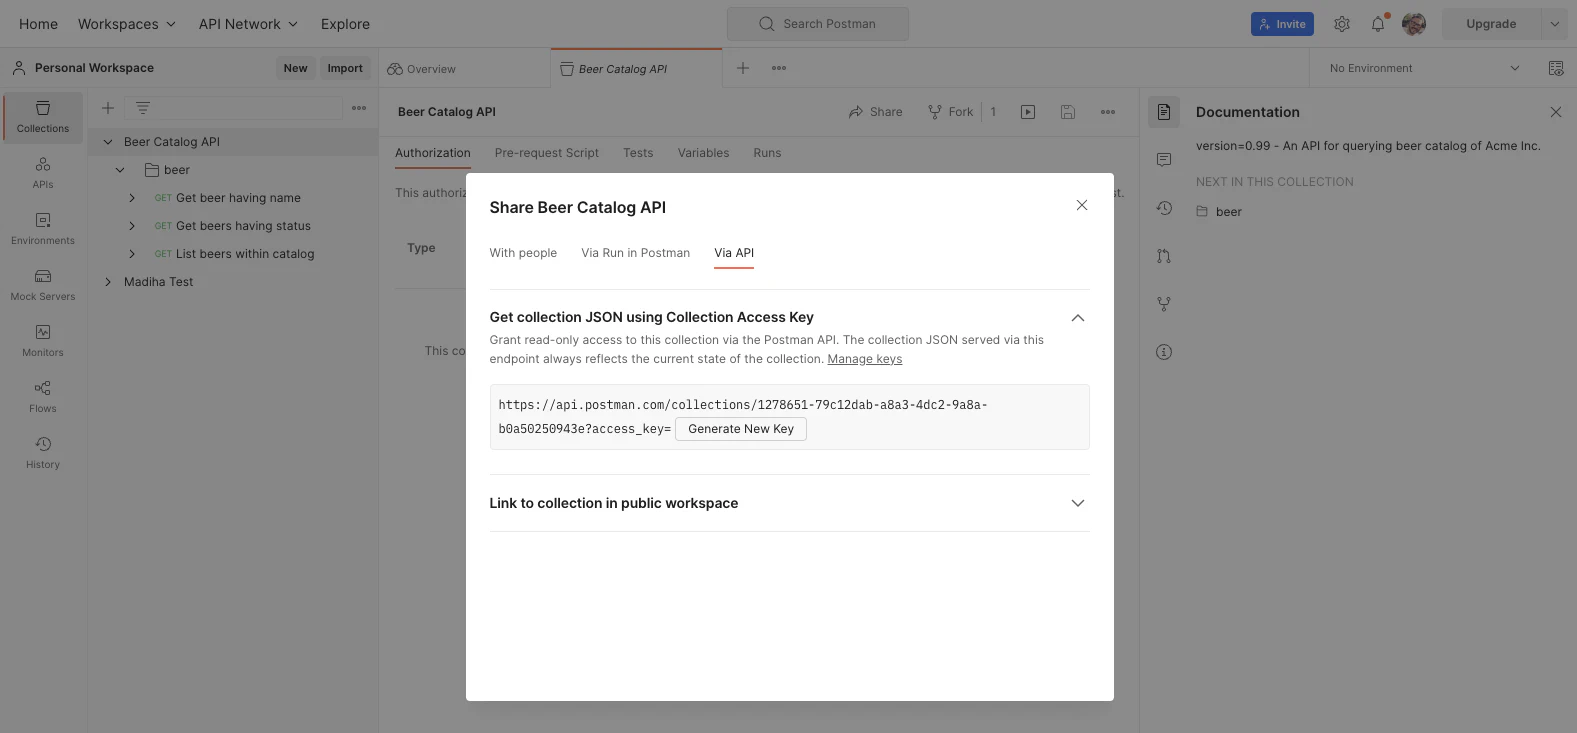 Home
Workspaces
API Network
Explore
Search Postman
Invite
Upgrade
Personal Workspace
New
Import
Overview
Beer Catalog API
No Environment
Collections
APIs
Environments
Mock Servers
Monitors
Flows
History
Beer Catalog API
beer
GET Get beer having name
GET Get beers having status
GET List beers within catalog
Madiha Test
Beer Catalog API
Share
Fork
1
Authorization
Pre-request Script
Tests
Variables
Runs
This authoriz
st.
Type
This co
Share Beer Catalog API
With people
Via Run in Postman
Via API
Get collection JSON using Collection Access Key
Grant read-only access to this collection via the Postman API. The collection JSON served via this
endpoint always reflects the current state of the collection. Manage keys
https://api.postman.com/collections/1278651-79c12dab-a8a3-4dc2-9a8a-
b0a50250943e?access_key= Generate New Key
Link to collection in public workspace
Documentation
version=0.99 - An API for querying beer catalog of Acme Inc.
NEXT IN THIS COLLECTION
beer